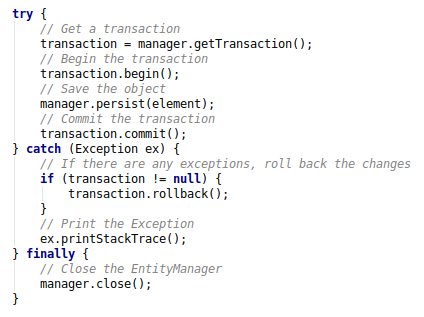 try {
    // Get a transaction
    transaction = manager.getTransaction();
    // Begin the transaction
    transaction.begin();
    // Save the object
    manager.persist(element);
    // Commit the transaction
    transaction.commit();
} catch (Exception ex) {
    // If there are any exceptions, roll back the changes
    if (transaction != null) {
        transaction.rollback();
    }
    // Print the Exception
    ex.printStackTrace();
} finally {
    // Close the EntityManager
    manager.close();
}